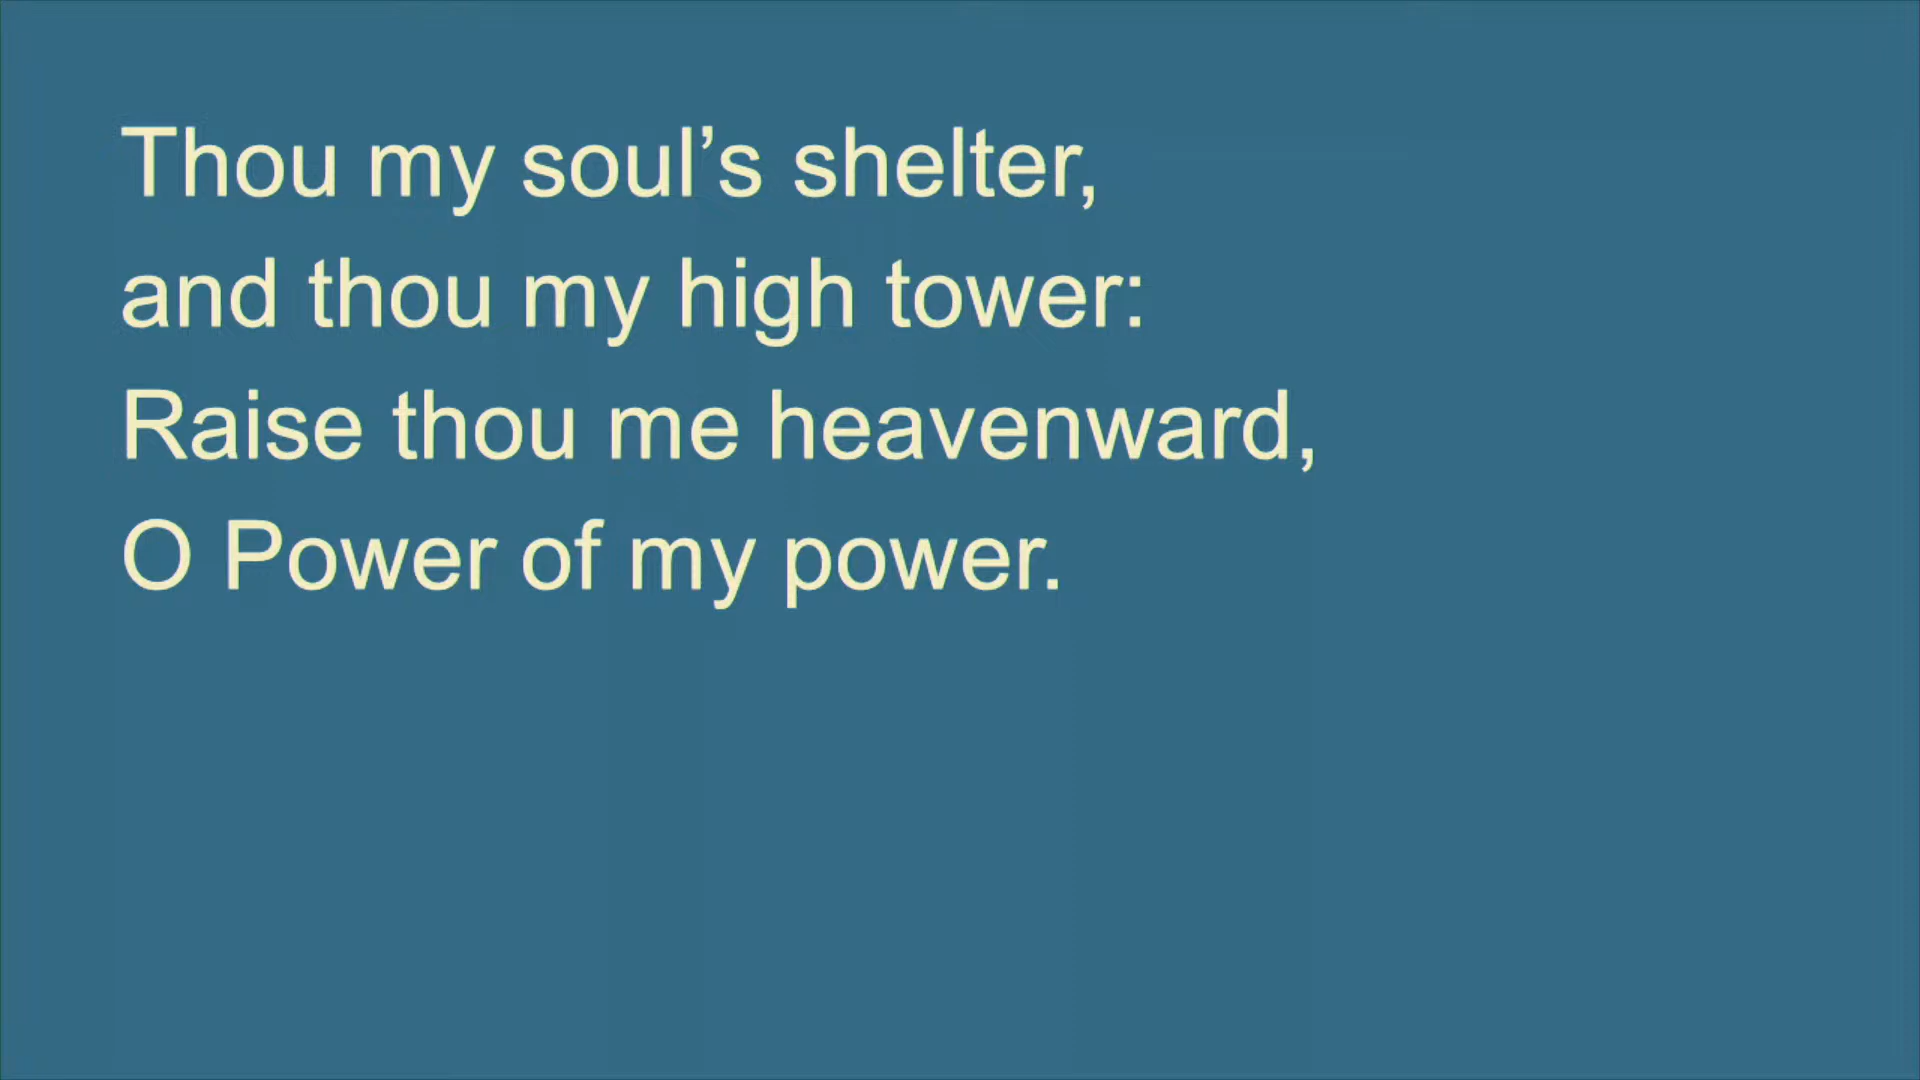 Thou my soul’s shelter,
and thou my high tower:
Raise thou me heavenward,
O Power of my power.